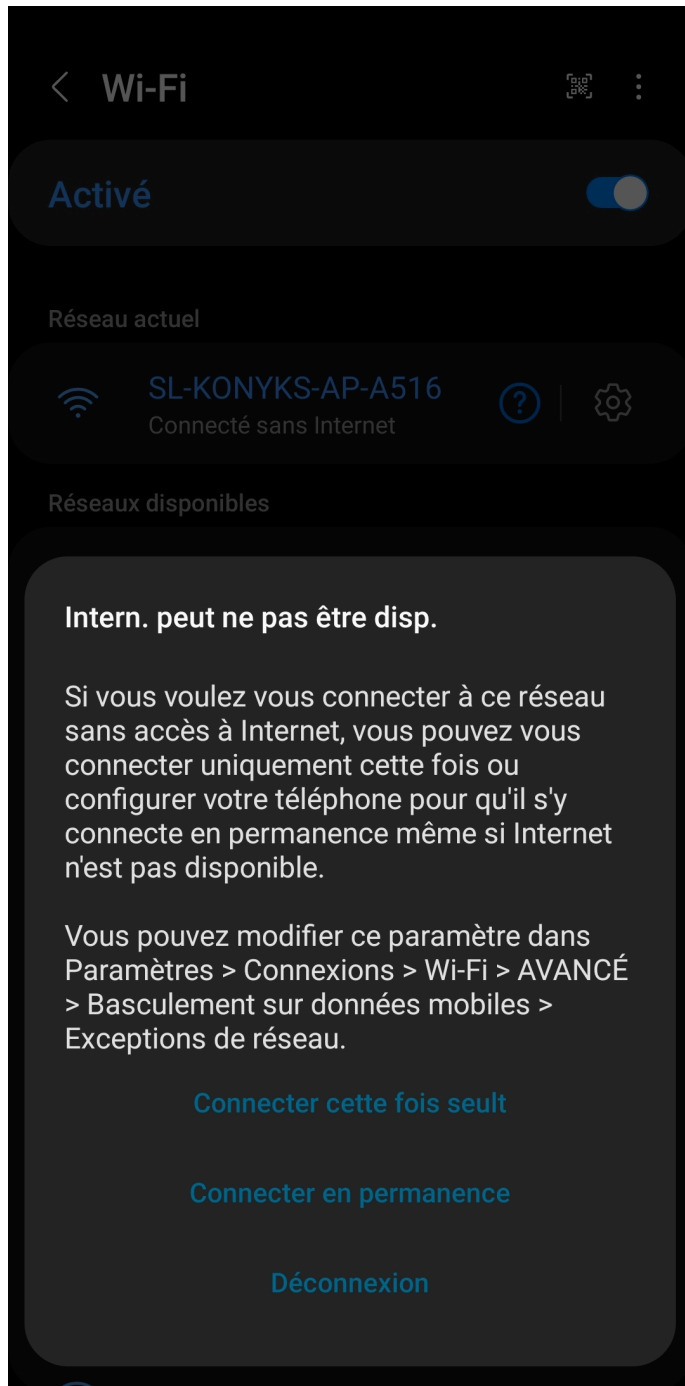 Wi-Fi
Activé
Réseau actuel
SL-KONYKS-AP-A516
Connecté sans Internet
Réseaux disponibles
Intern. peut ne pas être disp.
Si vous voulez vous connecter à ce réseau
sans accès à Internet, vous pouvez vous
connecter uniquement cette fois ou
configurer votre téléphone pour qu'il s'y
connecte en permanence même si Internet
n'est pas disponible.
Vous pouvez modifier ce paramètre dans
Paramètres > Connexions > Wi-Fi > AVANCÉ
> Basculement sur données mobiles >
Exceptions de réseau.
Connecter cette fois seult
Connecter en permanence
Déconnexion